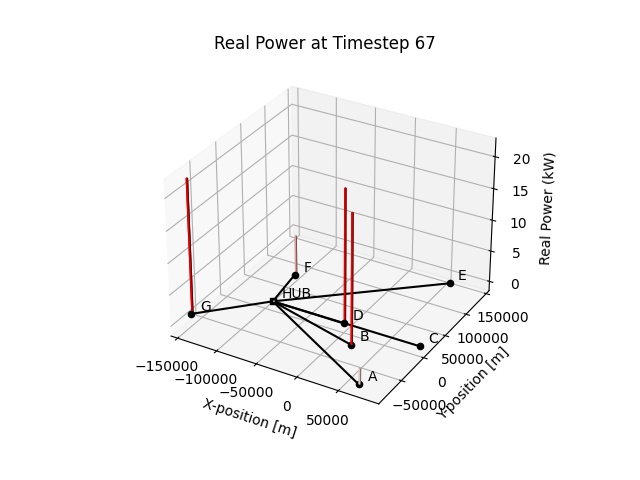 Real Power at Timestep 67
20
15
10
5
0
Real Power (kW)
F
E
HUB
G
D
B
C
A
150000
100000
50000
0
−50000
Y-position [m]
−150000
−100000
−50000
0
50000
X-position [m]